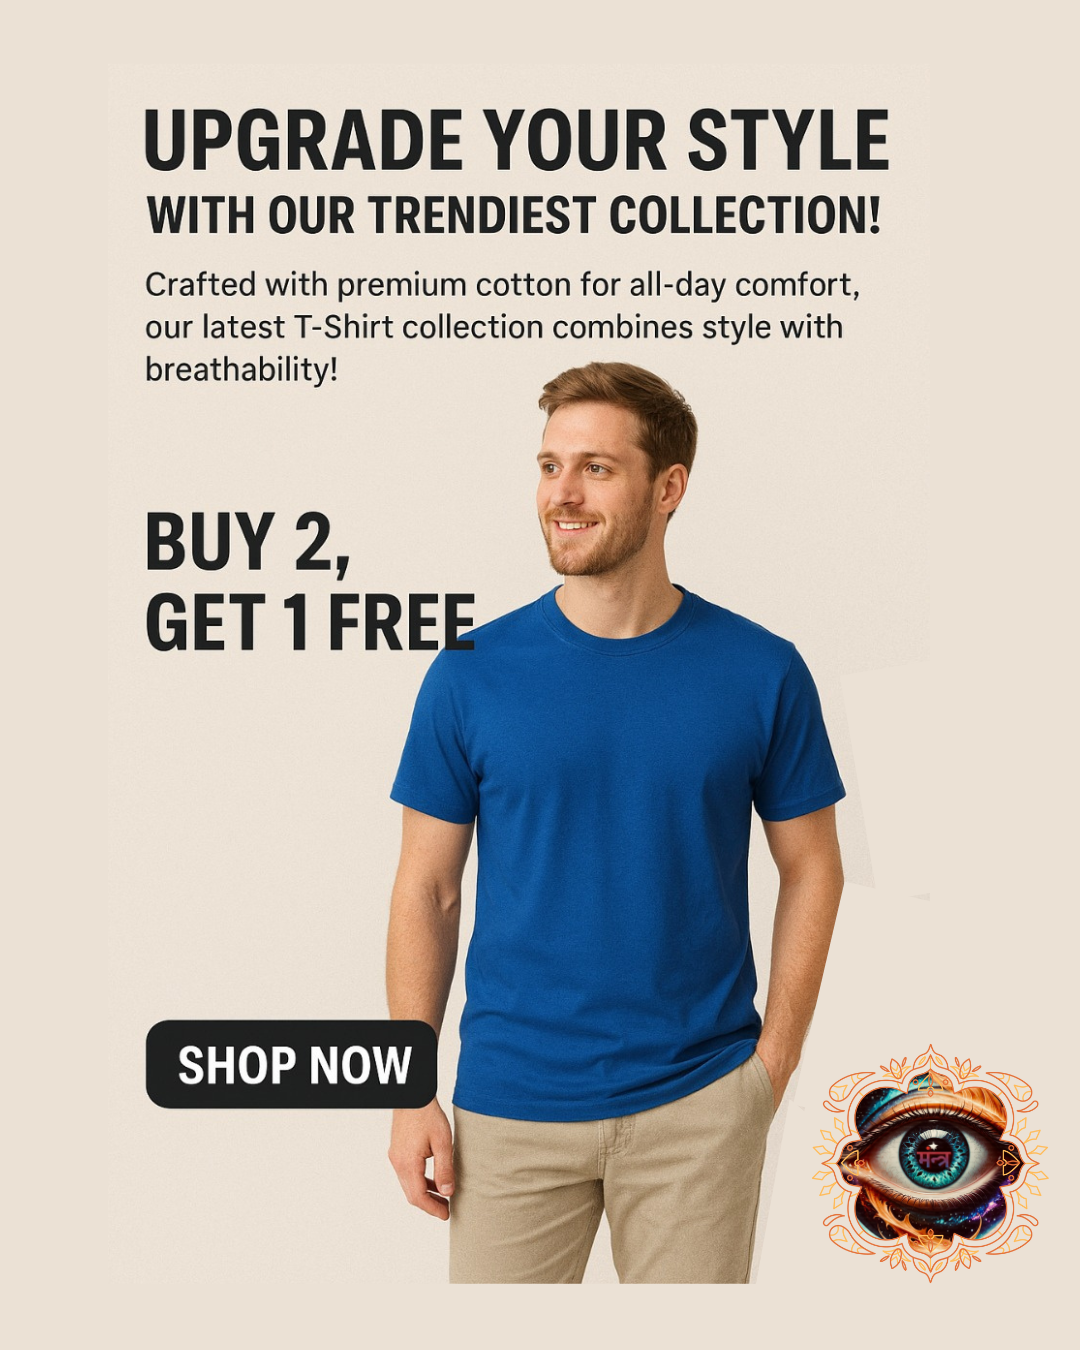 UPGRADE YOUR STYLE
WITH OUR TRENDIEST COLLECTION!
Crafted with premium cotton for all-day comfort,
our latest T-Shirt collection combines style with
breathability!
BUY 2,
GET 1 FREE
SHOP NOW
मन्त्र